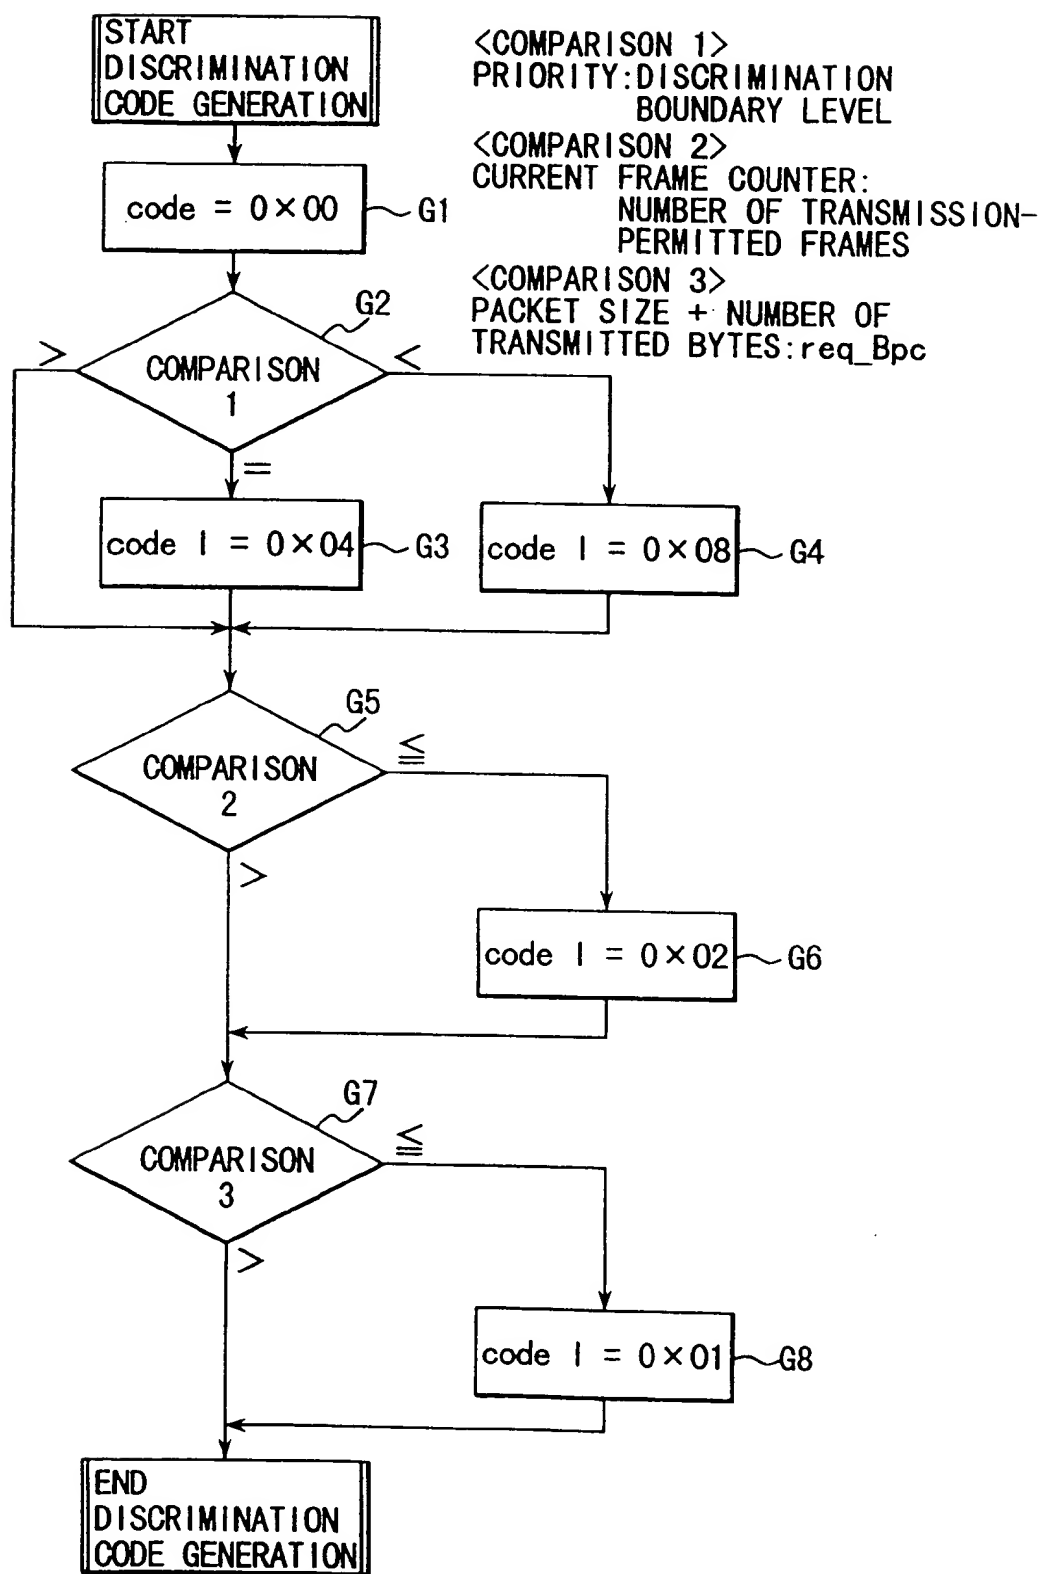 START
DISCRIMINATION
CODE GENERATION
<COMPARISON 1>
PRIORITY:DISCRIMINATION
BOUNDARY LEVEL
<COMPARISON 2>
CURRENT FRAME COUNTER:
NUMBER OF TRANSMISSION-
PERMITTED FRAMES
<COMPARISON 3>
PACKET SIZE + NUMBER OF
TRANSMITTED BYTES:req_Bpc
code = 0×00
G1
G2
>
<
COMPARISON
1
=
code | = 0×04
G3
code | = 0×08
G4
G5
≦
COMPARISON
2
>
code | = 0×02
G6
G7
≦
COMPARISON
3
>
code | = 0×01
G8
END
DISCRIMINATION
CODE GENERATION